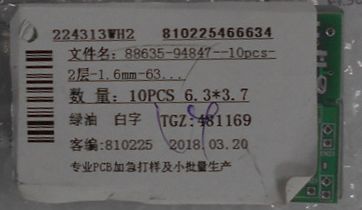 224313WH2 810225466634
文件名: 88635-94847--10pcs-
2层-1.6mm-63...
数 量: 10PCS 6.3*3.7
绿油 白字 TGZ: 481169
客编: 810225 2018.03.20
专业PCB加急打样及小批量生产